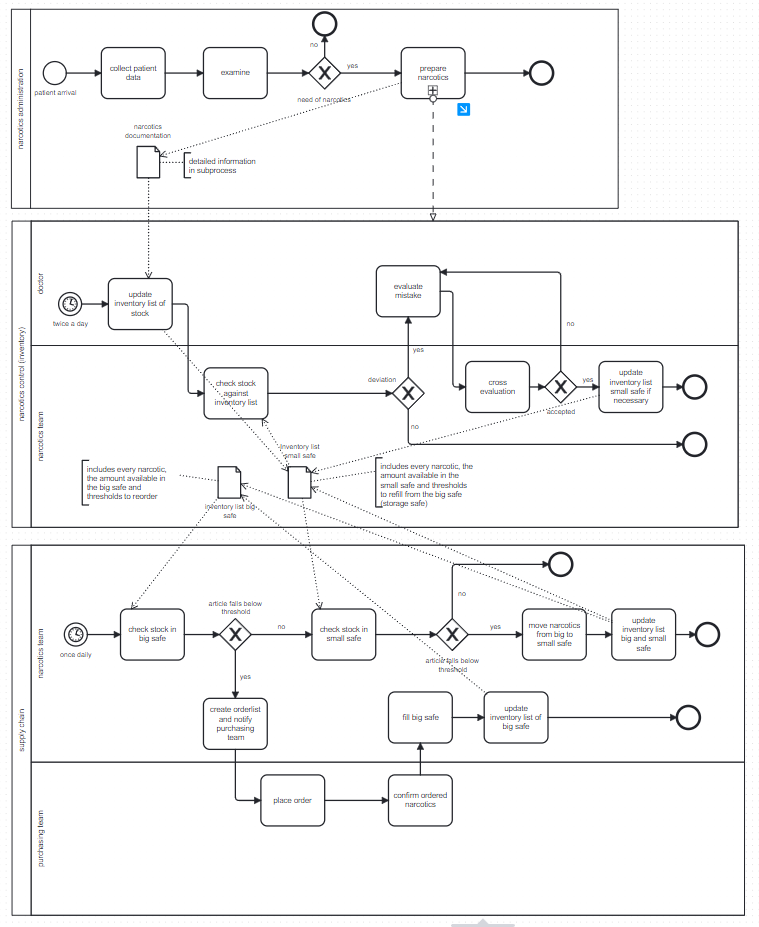 narcotics administration
no
collect patient
data
examine
yes
prepare
narcotics
patient arrival
need of narcotics
narcotics
documentation
detailed information
in subprocess
narcotics control (inventory)
doctor
update
inventory list of
stock
twice a day
evaluate
mistake
no
yes
narcotics team
check stock
against
inventory list
deviation
cross
evaluation
yes
accepted
update
inventory list
small safe if
necessary
no
inventory list
small safe
includes every narcotic,
the amount available in
the big safe and
thresholds to reorder
inventory list big
safe
includes every narcotic, the
amount available in the
small safe and thresholds
to refill from the big safe
(storage safe)
supply chain
narcotics team
once daily
check stock in
big safe
article falls below
threshold
no
yes
check stock in
small safe
no
yes
article falls below
threshold
move narcotics
from big to
small safe
update
inventory list
big and small
safe
create orderlist
and notify
purchasing
team
fill big safe
update
inventory list of
big safe
purchasing team
place order
confirm ordered
narcotics